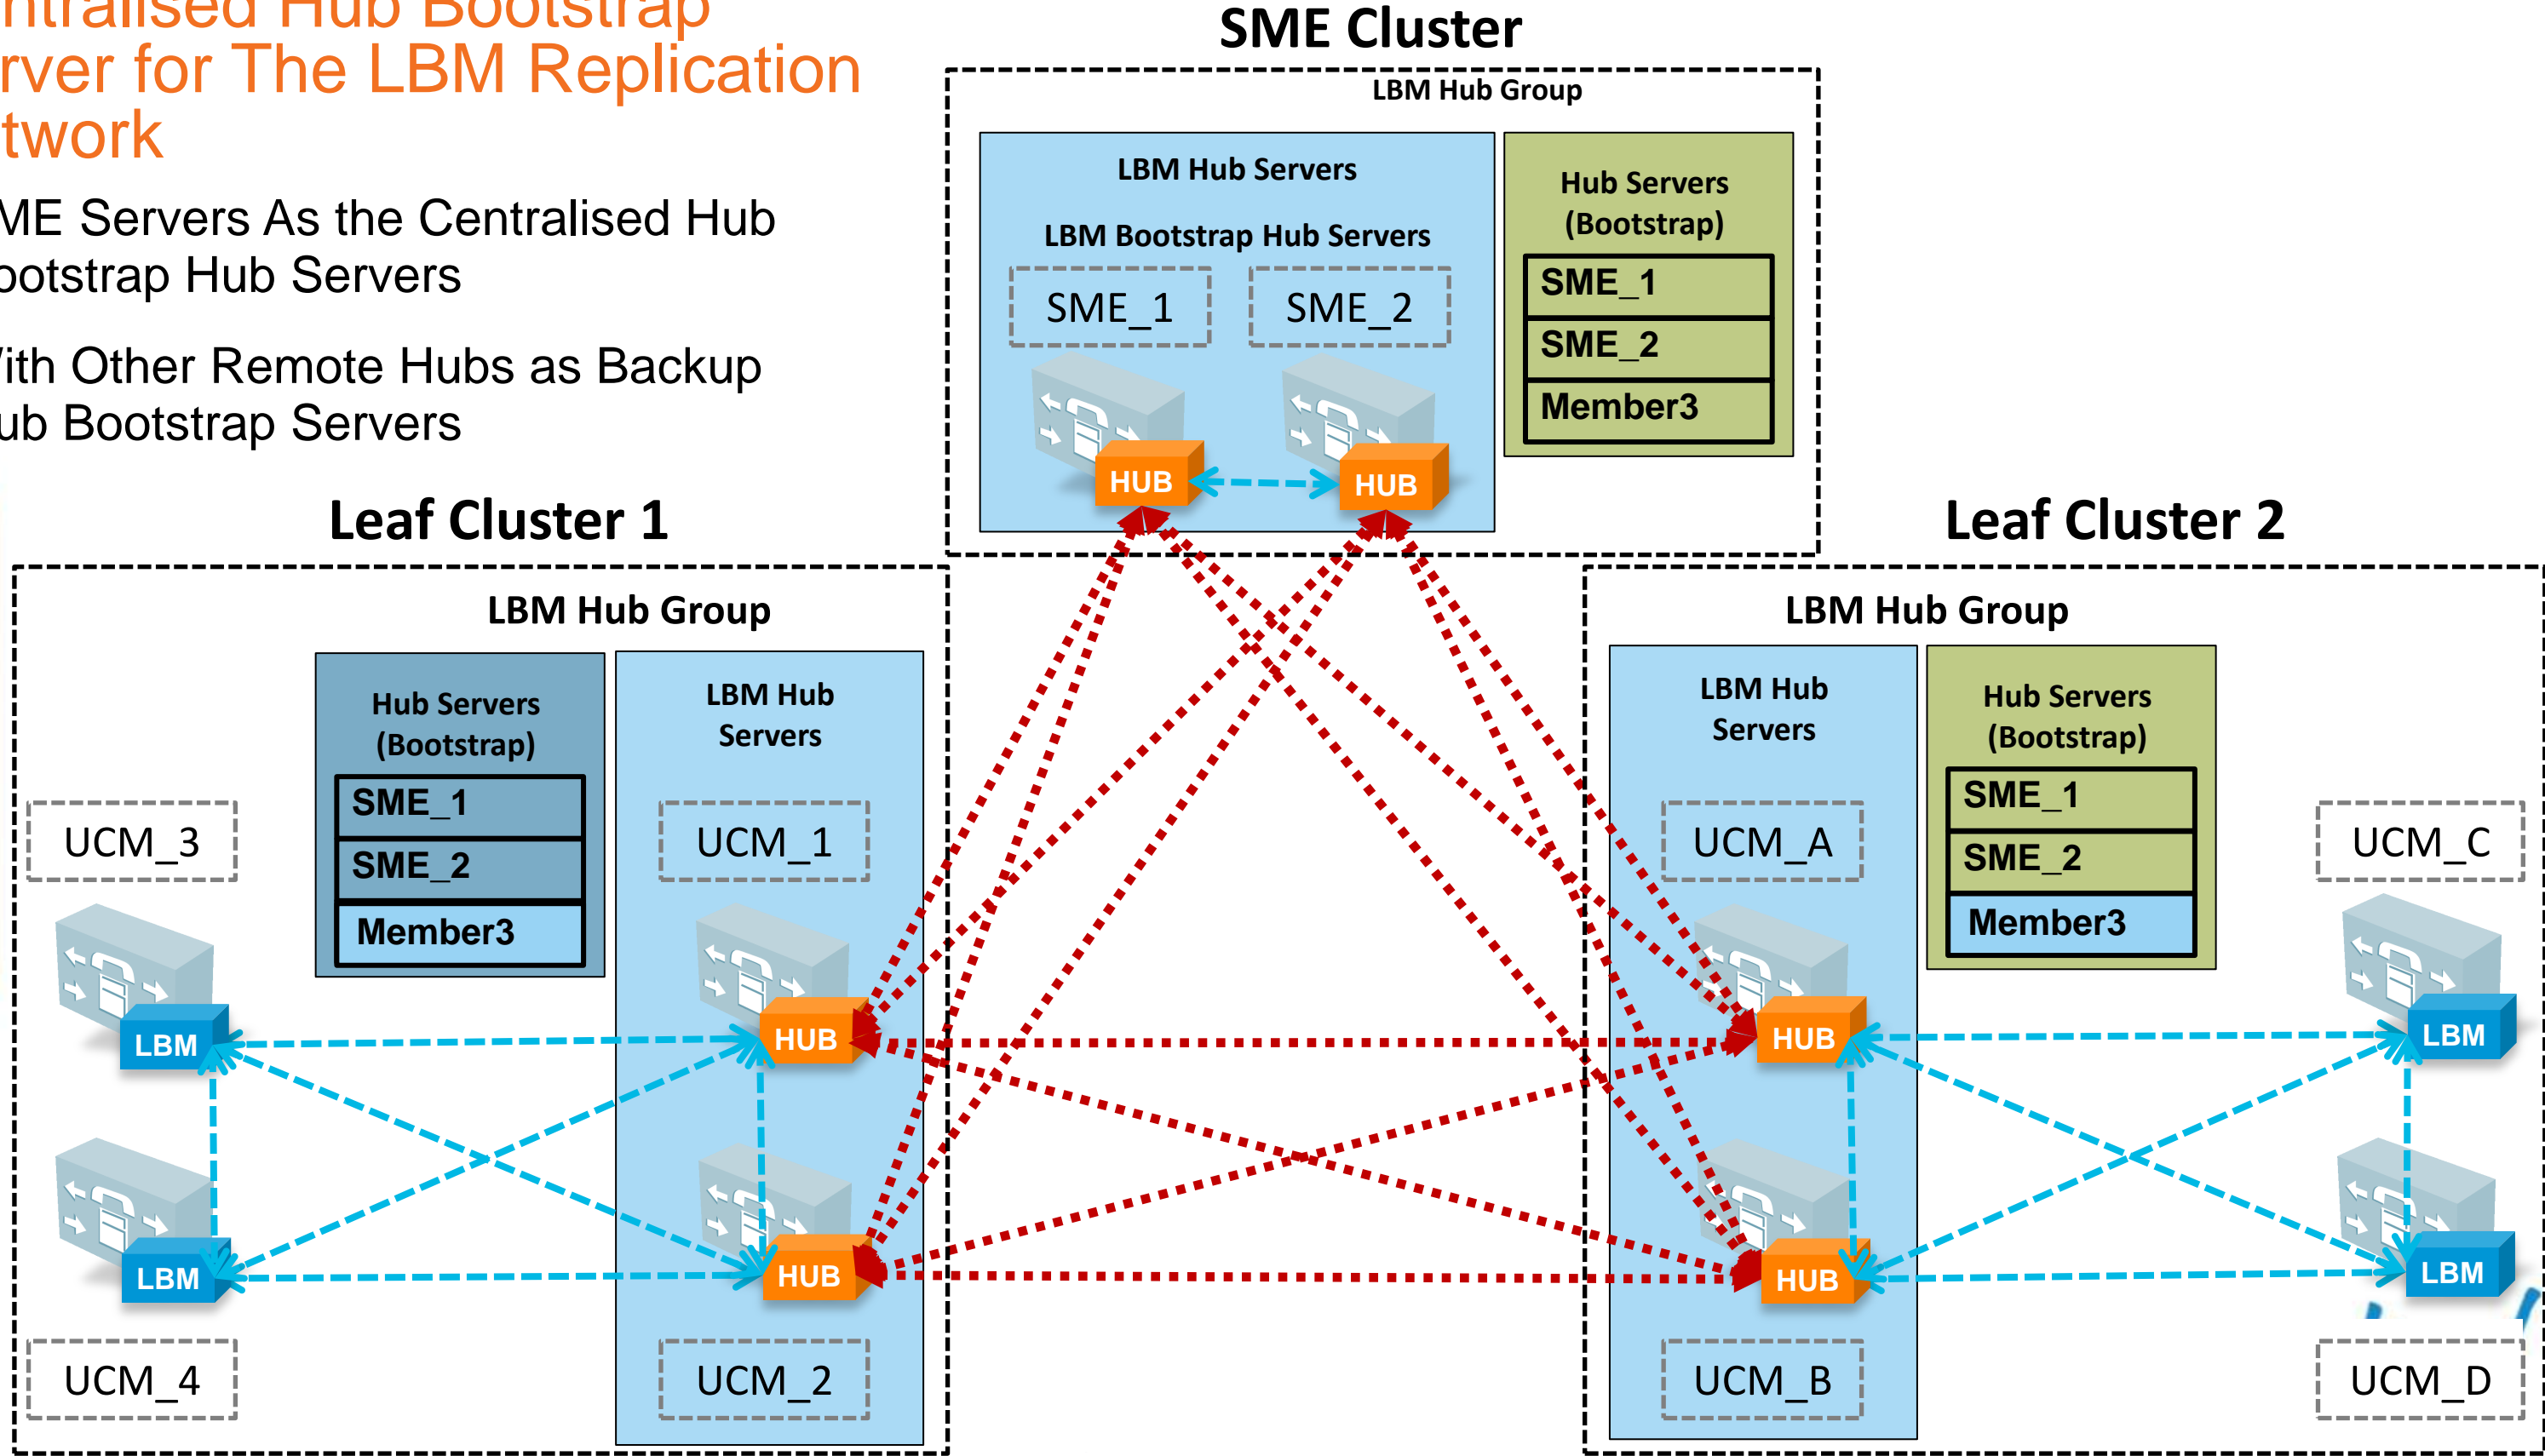 ntralised Hub Bootstrap
rver for The LBM Replication
twork
ME Servers As the Centralised Hub
ootstrap Hub Servers
With Other Remote Hubs as Backup
ub Bootstrap Servers
SME Cluster
LBM Hub Group
LBM Hub Servers
LBM Bootstrap Hub Servers
SME_1
SME_2
HUB
HUB
Hub Servers
(Bootstrap)
SME_1
SME_2
Member3
Leaf Cluster 1
LBM Hub Group
Hub Servers
(Bootstrap)
SME_1
SME_2
Member3
LBM Hub
Servers
UCM_3
UCM_1
LBM
HUB
LBM
HUB
UCM_4
UCM_2
Leaf Cluster 2
LBM Hub Group
LBM Hub
Servers
Hub Servers
(Bootstrap)
SME_1
SME_2
Member3
UCM_A
UCM_C
HUB
LBM
HUB
LBM
UCM_B
UCM_D